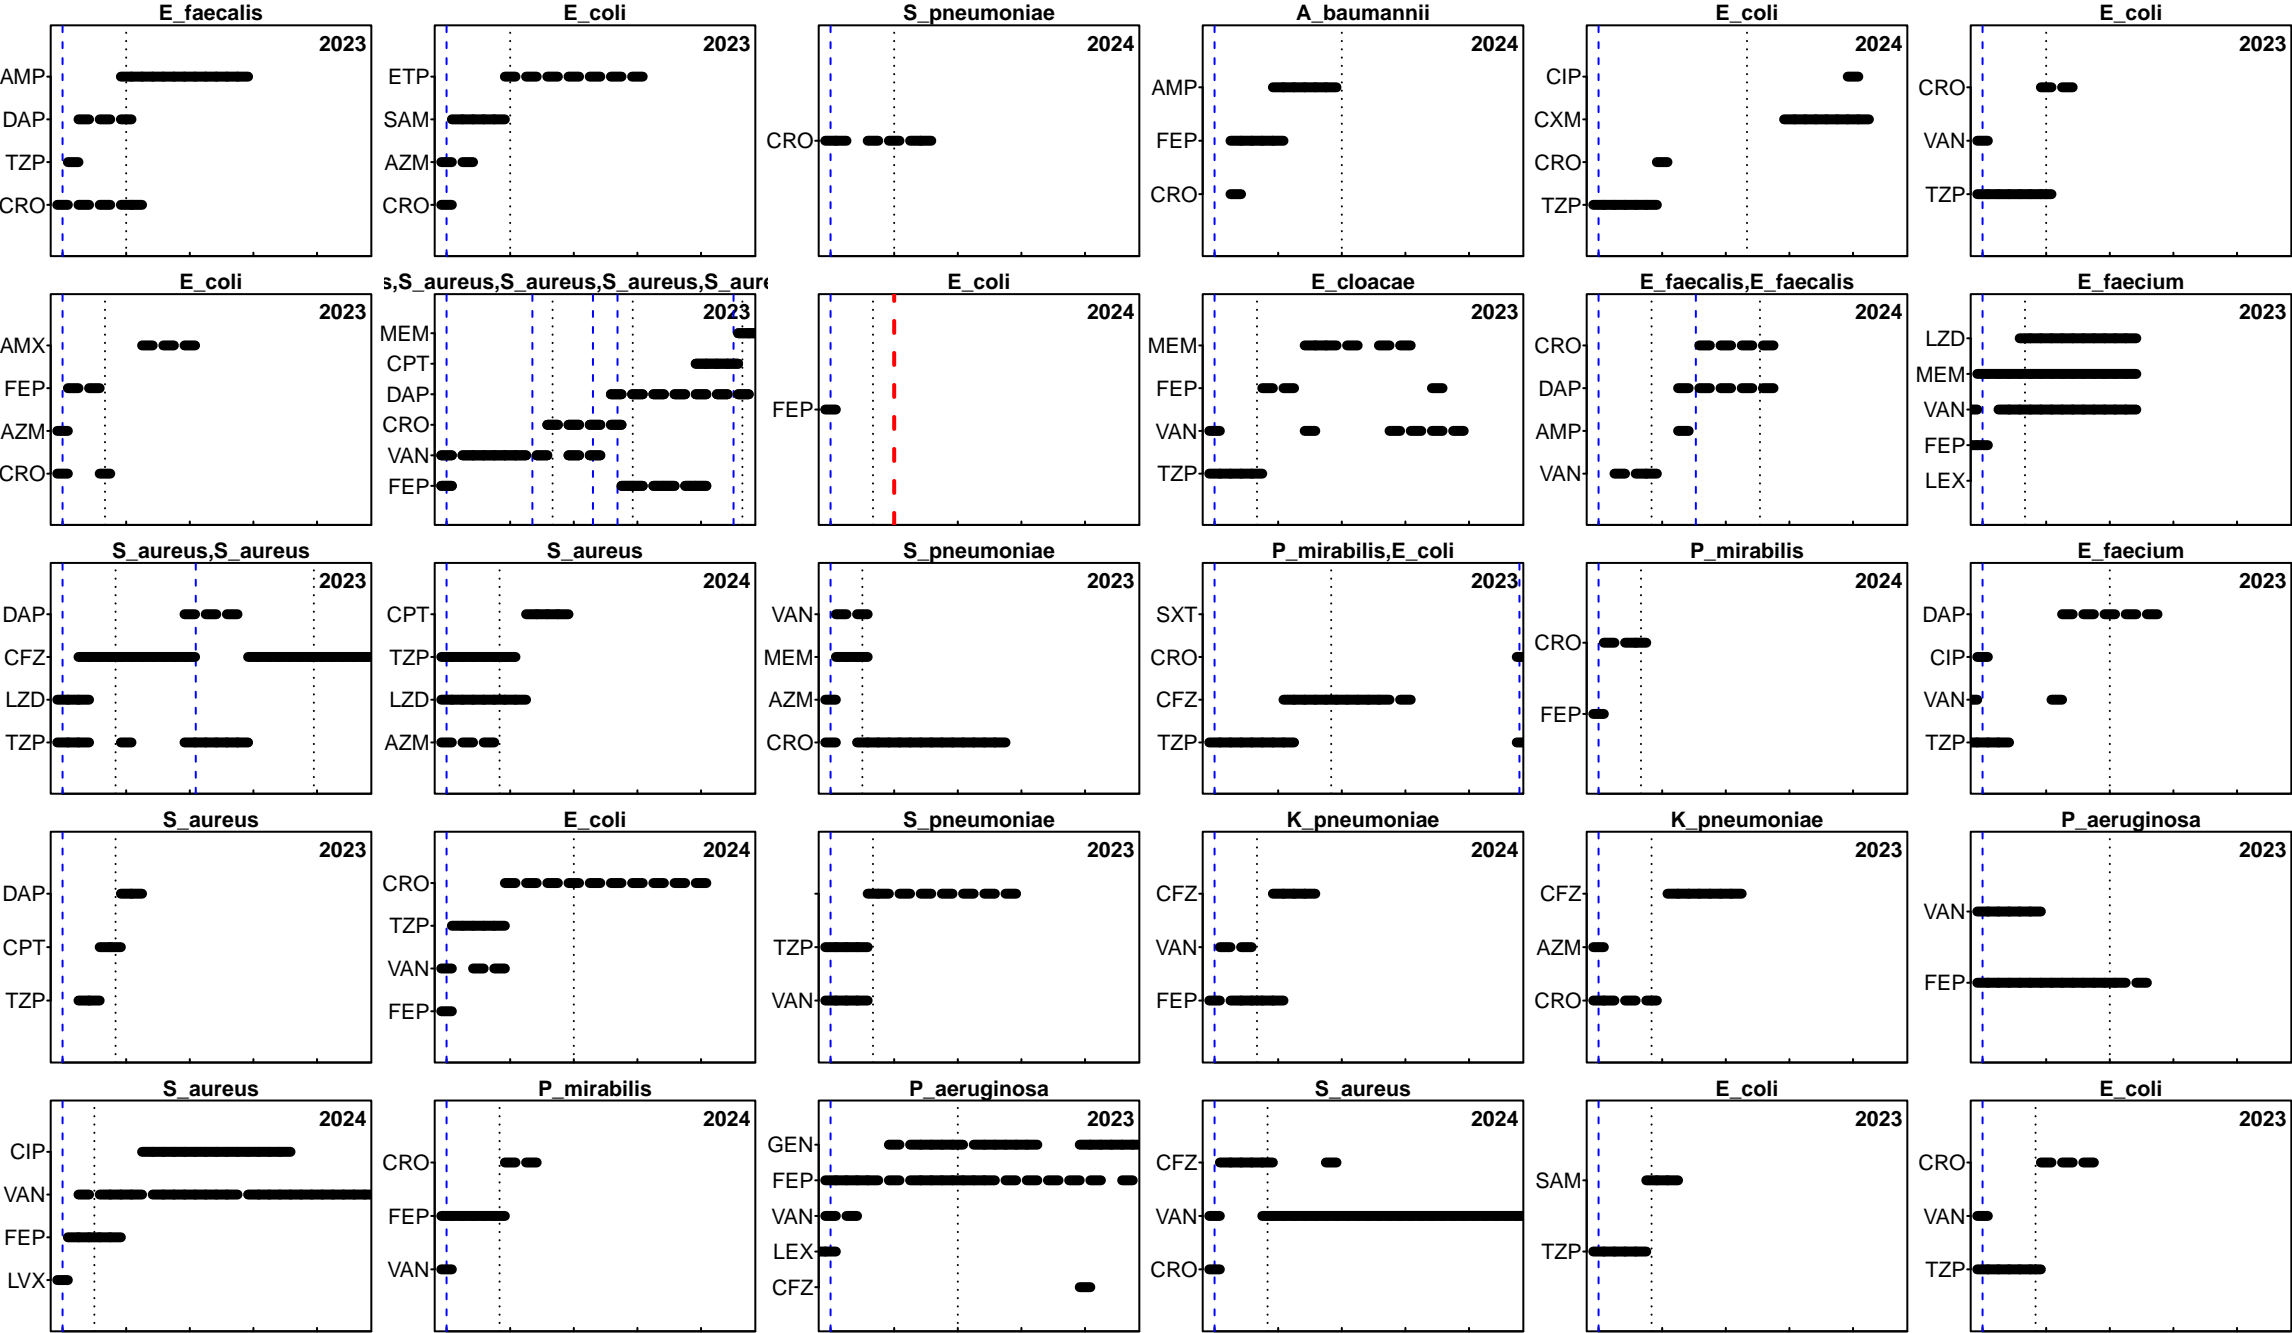 E_faecalis
2023
AMP
DAP
TZP
CRO
E_coli
2023
ETP
SAM
AZM
CRO
S_pneumoniae
2024
CRO
A_baumannii
2024
AMP
FEP
CRO
E_coli
2024
CIP
CXM
CRO
TZP
E_coli
2023
CRO
VAN
TZP
E_coli
2023
AMX
FEP
AZM
CRO
s,S_aureus,S_aureus,S_aureus,S_aure
2023
MEM
CPT
DAP
CRO
VAN
FEP
E_coli
2024
FEP
E_cloacae
2023
MEM
FEP
VAN
TZP
E_faecalis,E_faecalis
2024
CRO
DAP
AMP
VAN
E_faecium
2023
LZD
MEM
VAN
FEP
LEX
S_aureus,S_aureus
2023
DAP
CFZ
LZD
TZP
S_aureus
2024
CPT
TZP
LZD
AZM
S_pneumoniae
2023
VAN
MEM
AZM
CRO
P_mirabilis,E_coli
2023
SXT
CRO
CFZ
TZP
P_mirabilis
2024
CRO
FEP
E_faecium
2023
DAP
CIP
VAN
TZP
S_aureus
2023
DAP
CPT
TZP
E_coli
2024
CRO
TZP
VAN
FEP
S_pneumoniae
2023
TZP
VAN
K_pneumoniae
2024
CFZ
VAN
FEP
K_pneumoniae
2023
CFZ
AZM
CRO
P_aeruginosa
2023
VAN
FEP
S_aureus
2024
CIP
VAN
FEP
LVX
P_mirabilis
2024
CRO
FEP
VAN
P_aeruginosa
2023
GEN
FEP
VAN
LEX
CFZ
S_aureus
2024
CFZ
VAN
CRO
E_coli
2023
SAM
TZP
E_coli
2023
CRO
VAN
TZP